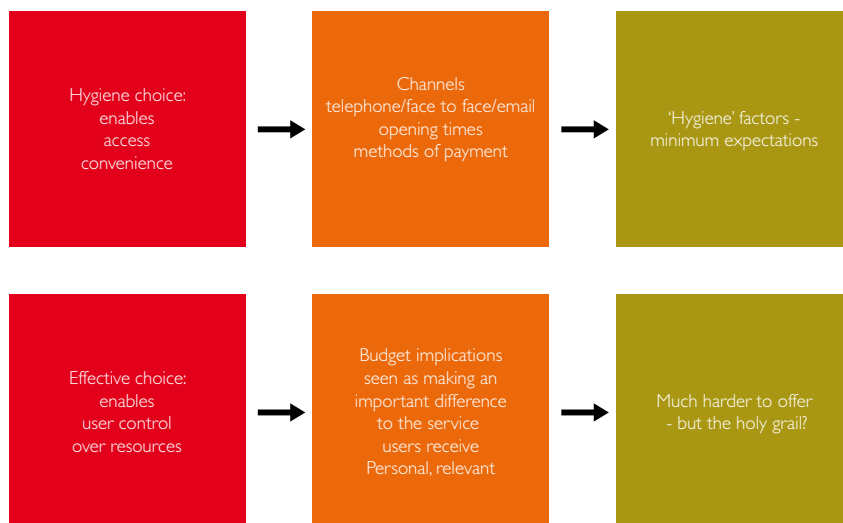 Hygiene choice:
enables
access
convenience
Channels
telephone/face to face/email
opening times
methods of payment
‘Hygiene’ factors -
minimum expectations
Effective choice:
enables
user control
over resources
Budget implications
seen as making an
important difference
to the service
users receive
Personal, relevant
Much harder to offer
- but the holy grail?